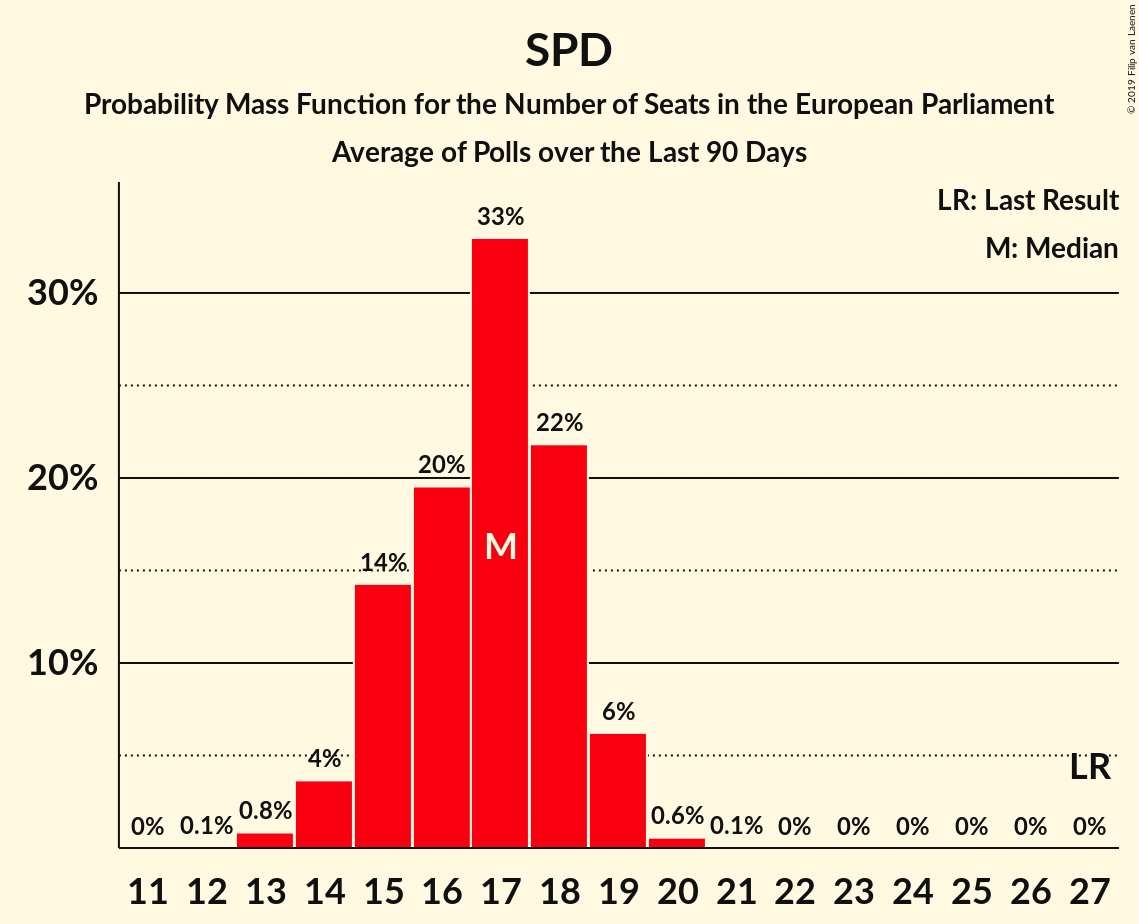 SPD
Probability Mass Function for the Number of Seats in the European Parliament
Average of Polls over the Last 90 Days
© 2019 Filip van Laenen
LR: Last Result
M: Median
30%
20%
10%
0% 0.1% 0.8% 4% 14% 20% 33% 22% 6% 0.6% 0.1% 0% 0% 0% 0% 0% 0%
M
LR
11 12 13 14 15 16 17 18 19 20 21 22 23 24 25 26 27